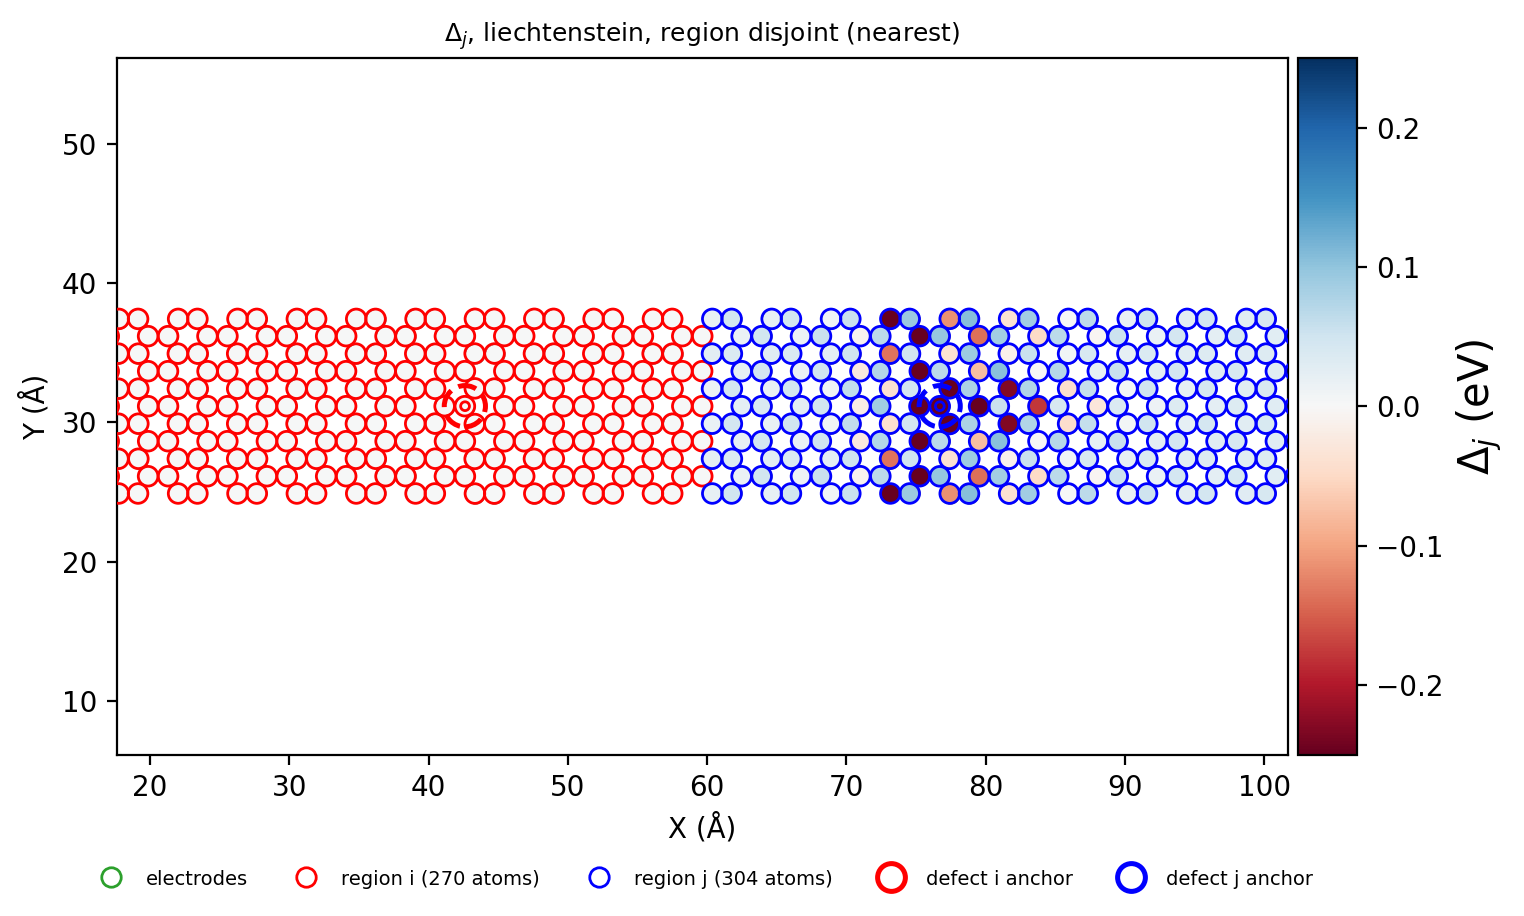 Δj, liechtenstein, region disjoint (nearest)
50
40
30
20
10
Y (Å)
20 30 40 50 60 70 80 90 100
X (Å)
0.2
0.1
0.0
−0.1
−0.2
Δj (eV)
electrodes region i (270 atoms) region j (304 atoms) defect i anchor defect j anchor